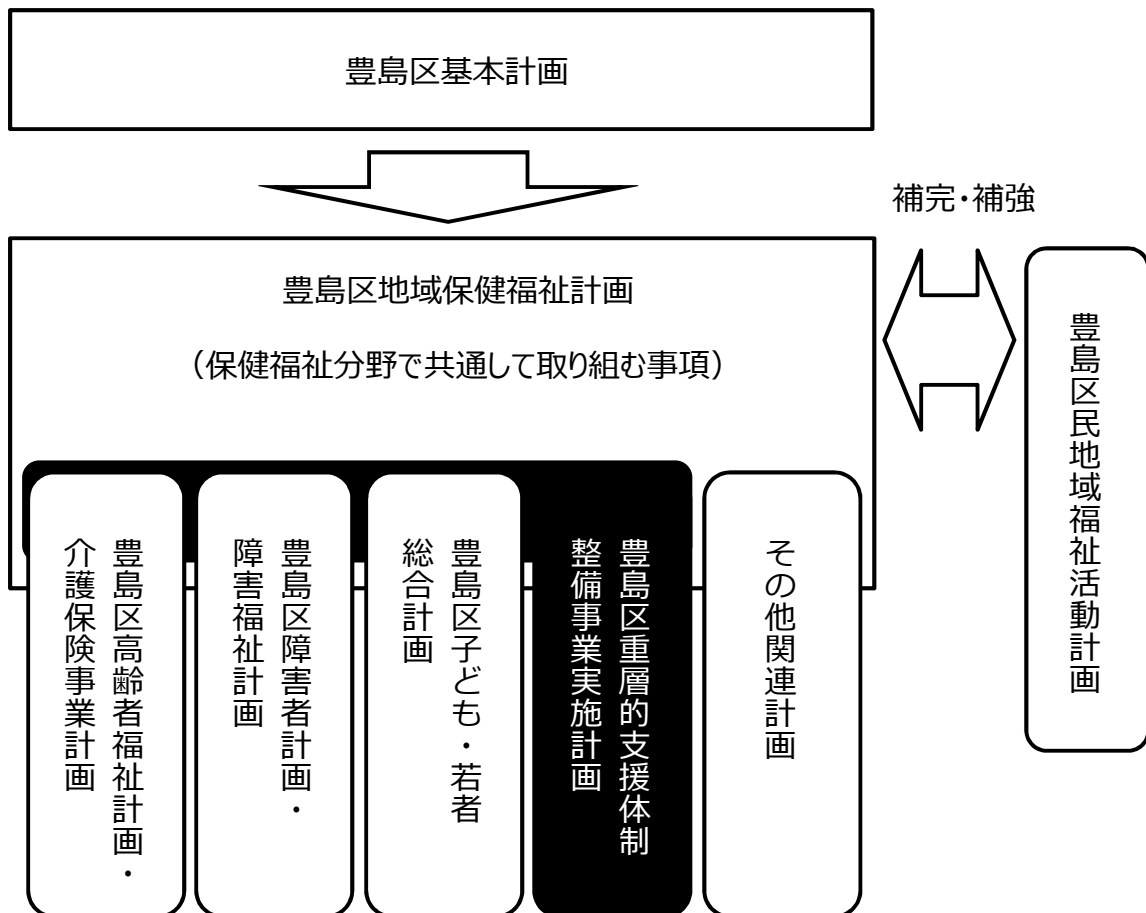 豊島区基本計画
補完・補強
豊島区地域保健福祉計画
（保健福祉分野で共通して取り組む事項）
豊島区高齢者福祉計画・
介護保険事業計画
豊島区障害者計画・
障害福祉計画
豊島区子ども・若者
総合計画
豊島区重層的支援体制
整備事業実施計画
その他関連計画
豊島区民地域福祉活動計画